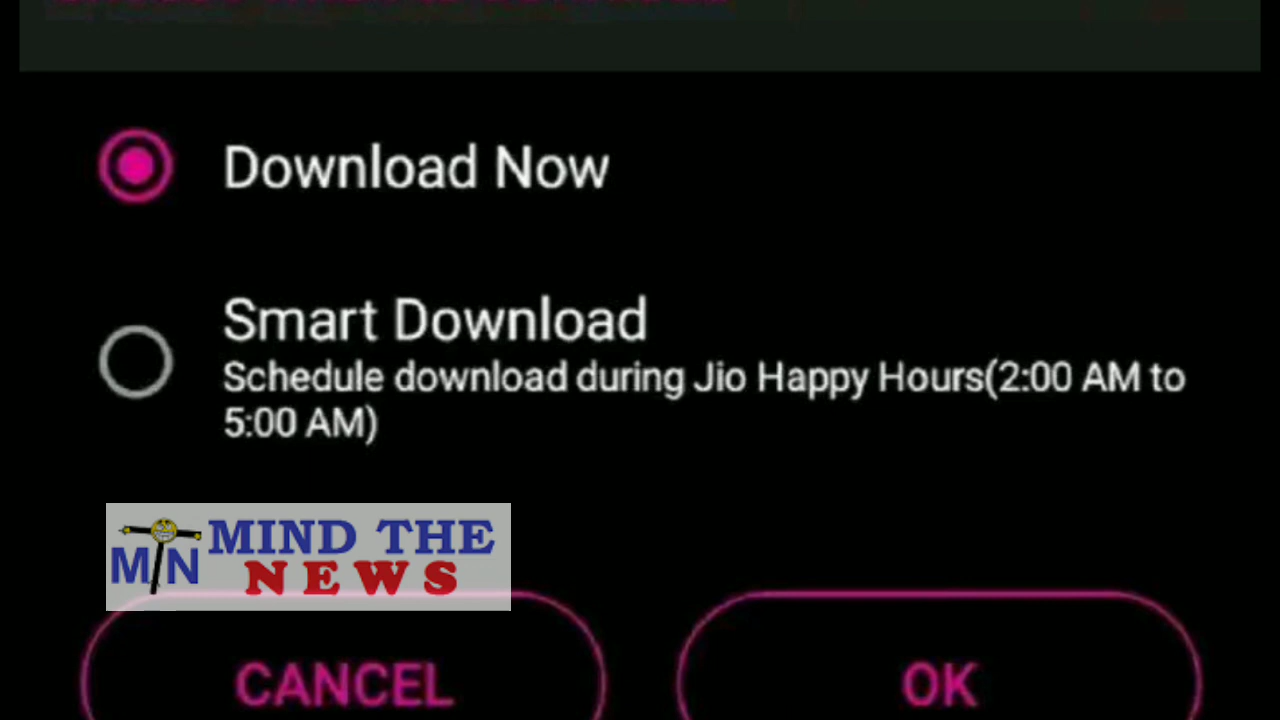 Download Now
Smart Download
Schedule download during Jio Happy Hours(2:00 AM to
5:00 AM)
MTN MIND THE
NEWS
CANCEL
OK